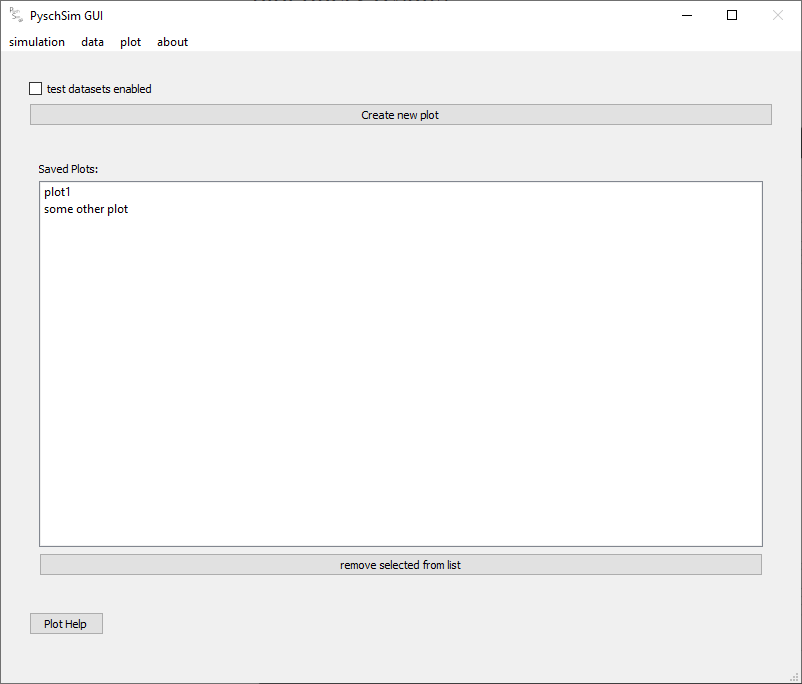 PyschSim GUI
simulation data plot about
test datasets enabled
Create new plot
Saved Plots:
plot1
some other plot
remove selected from list
Plot Help